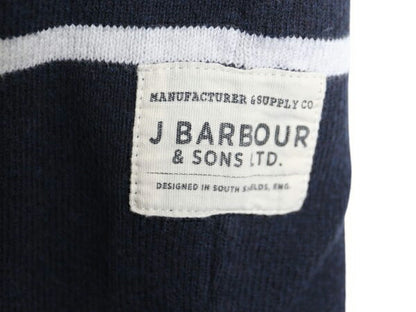 MANUFACTURER & SUPPLY CO
J BARBOUR
& SONS LTD.
DESIGNED IN SOUTH SHIELDS, ENG.